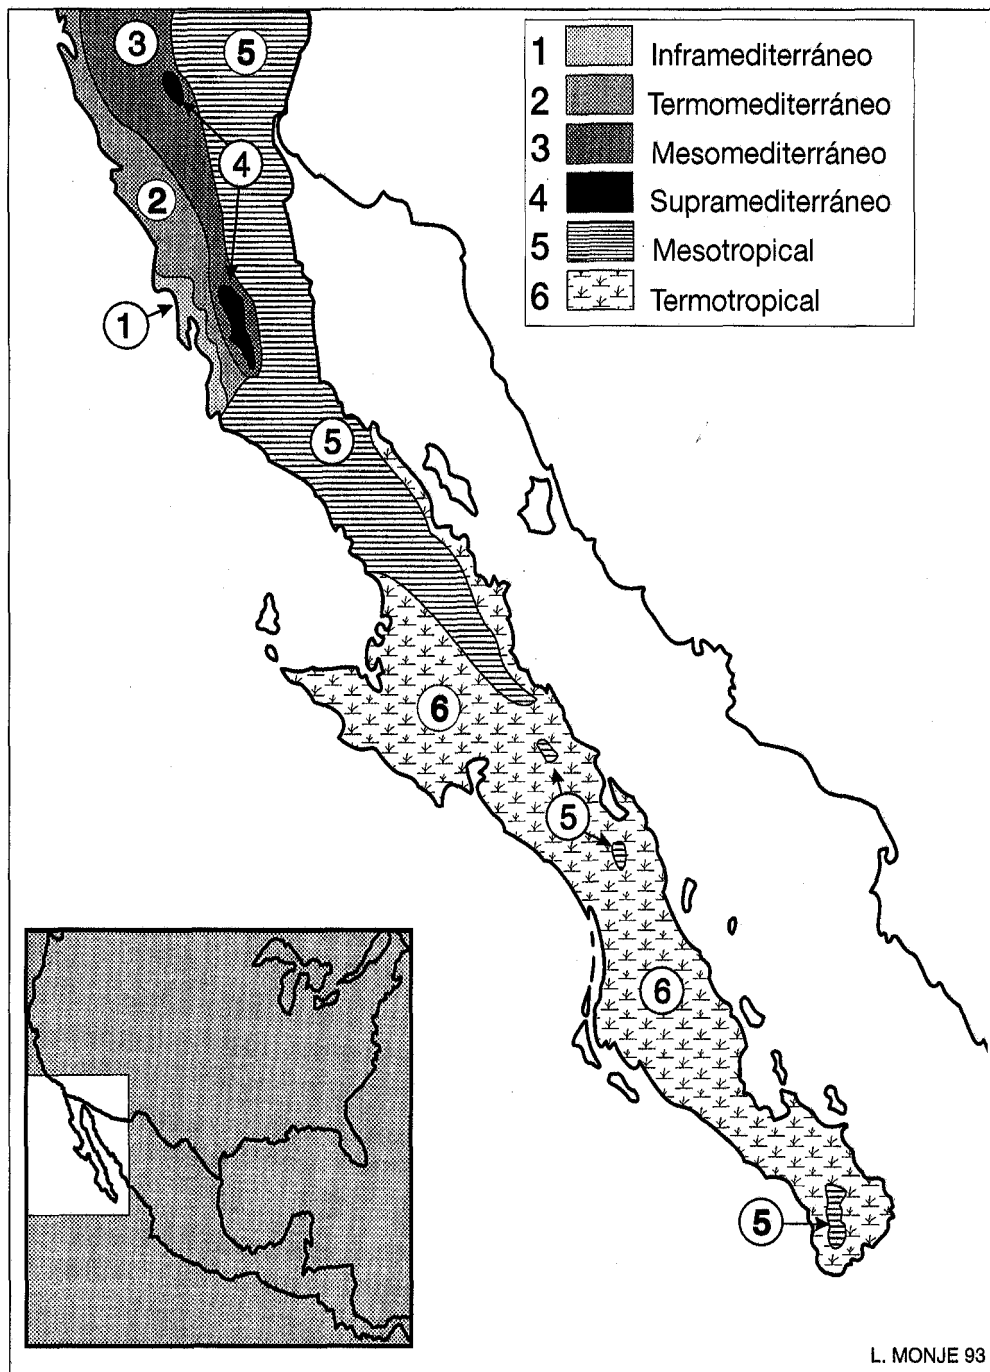 1 Inframediterráneo
2 Termomediterráneo
3 Mesomediterráneo
4 Supramediterráneo
5 Mesotropical
6 Termotropical
3
5
4
2
1
5
6
5
6
5
L. MONJE 93